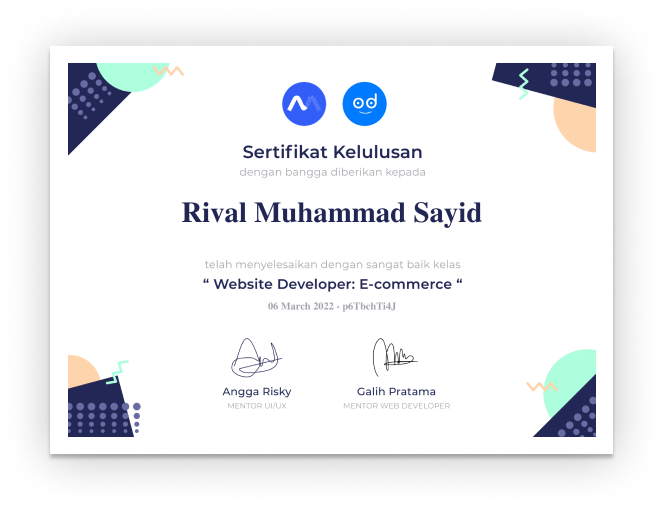 Sertifikat Kelulusan
dengan bangga diberikan kepada
Rival Muhammad Sayid
telah menyelesaikan dengan sangat baik kelas
“ Website Developer: E-commerce “
06 March 2022 - p6TbchTi4J
Angga Risky
Galih Pratama
MENTOR UI/UX
MENTOR WEB DEVELOPER